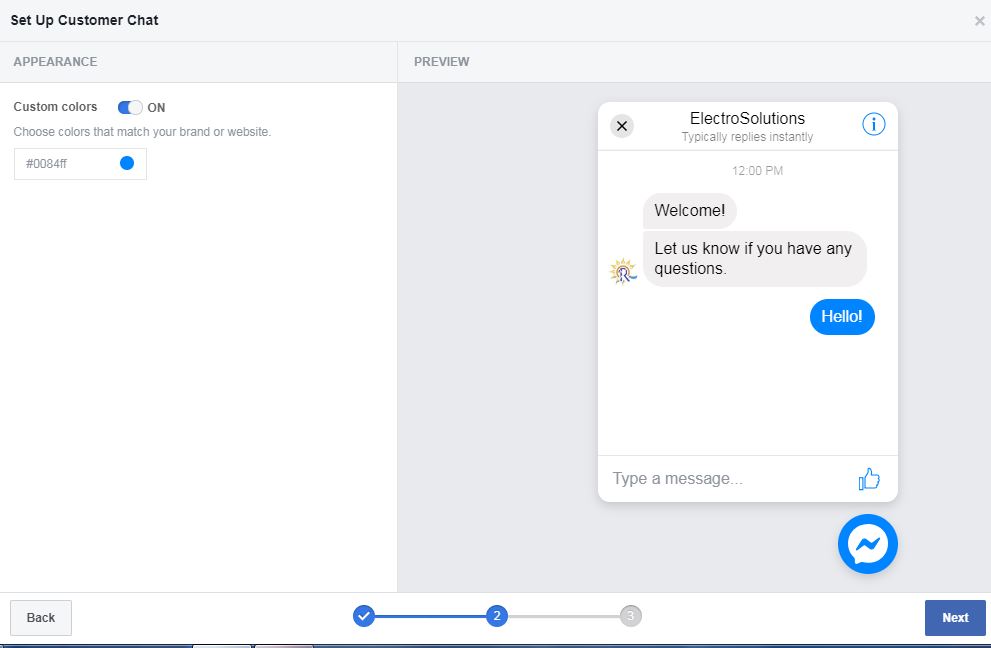 Set Up Customer Chat
APPEARANCE
PREVIEW
Custom colors ON
Choose colors that match your brand or website.
#0084ff
ElectroSolutions
Typically replies instantly
12:00 PM
Welcome!
Let us know if you have any
questions.
Hello!
Type a message...
Back
2
3
Next